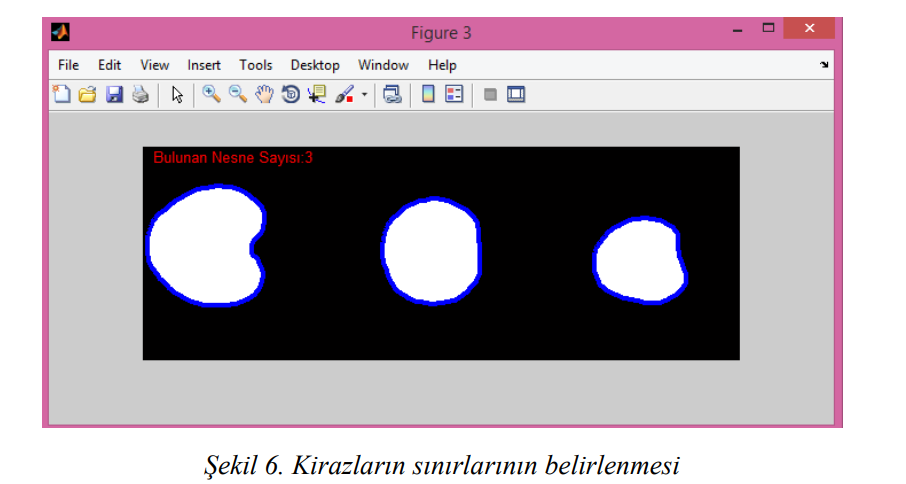 Figure 3
File Edit View Insert Tools Desktop Window Help
Bulunan Nesne Sayısı:3
Şekil 6. Kirazların sınırlarının belirlenmesi